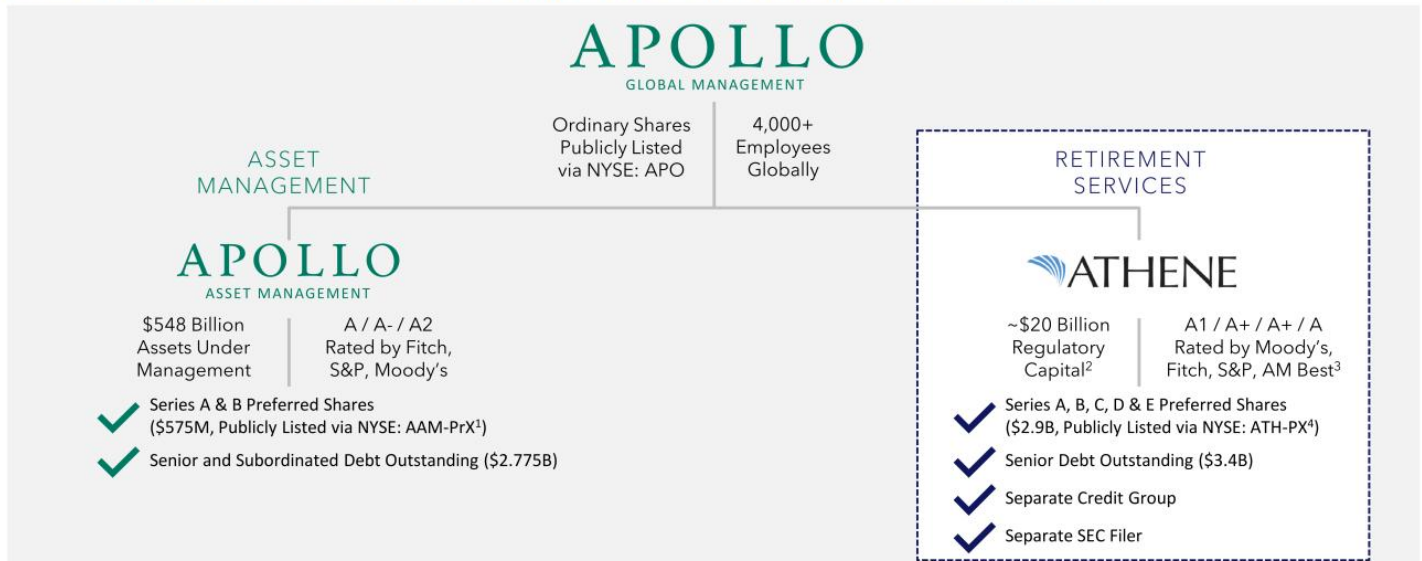 APOLLO
GLOBAL MANAGEMENT
Ordinary Shares
Publicly Listed
via NYSE: APO
4,000+
Employees
Globally
ASSET
MANAGEMENT
APOLLO
ASSET MANAGEMENT
$548 Billion
Assets Under
Management
A / A- / A2
Rated by Fitch,
S&P, Moody's
Series A & B Preferred Shares
($575M, Publicly Listed via NYSE: AAM-PrX¹)
Senior and Subordinated Debt Outstanding ($2.775B)
RETIREMENT
SERVICES
ATHENE
~$20 Billion
Regulatory
Capital²
A1 / A+ / A+ / A
Rated by Moody's,
Fitch, S&P, AM Best³
Series A, B, C, D & E Preferred Shares
($2.9B, Publicly Listed via NYSE: ATH-PX⁴)
Senior Debt Outstanding ($3.4B)
Separate Credit Group
Separate SEC Filer